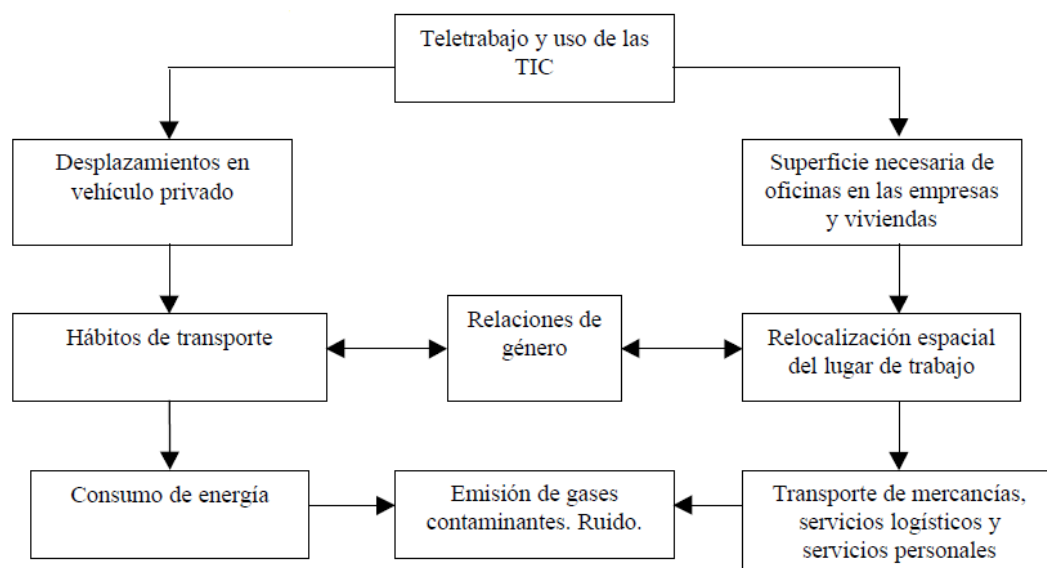 Teletrabajo y uso de las
TIC
Desplazamientos en
vehículo privado
Superficie necesaria de
oficinas en las empresas
y viviendas
Hábitos de transporte
Relaciones de
género
Relocalización espacial
del lugar de trabajo
Consumo de energía
Emisión de gases
contaminantes. Ruido.
Transporte de mercancías,
servicios logísticos y
servicios personales